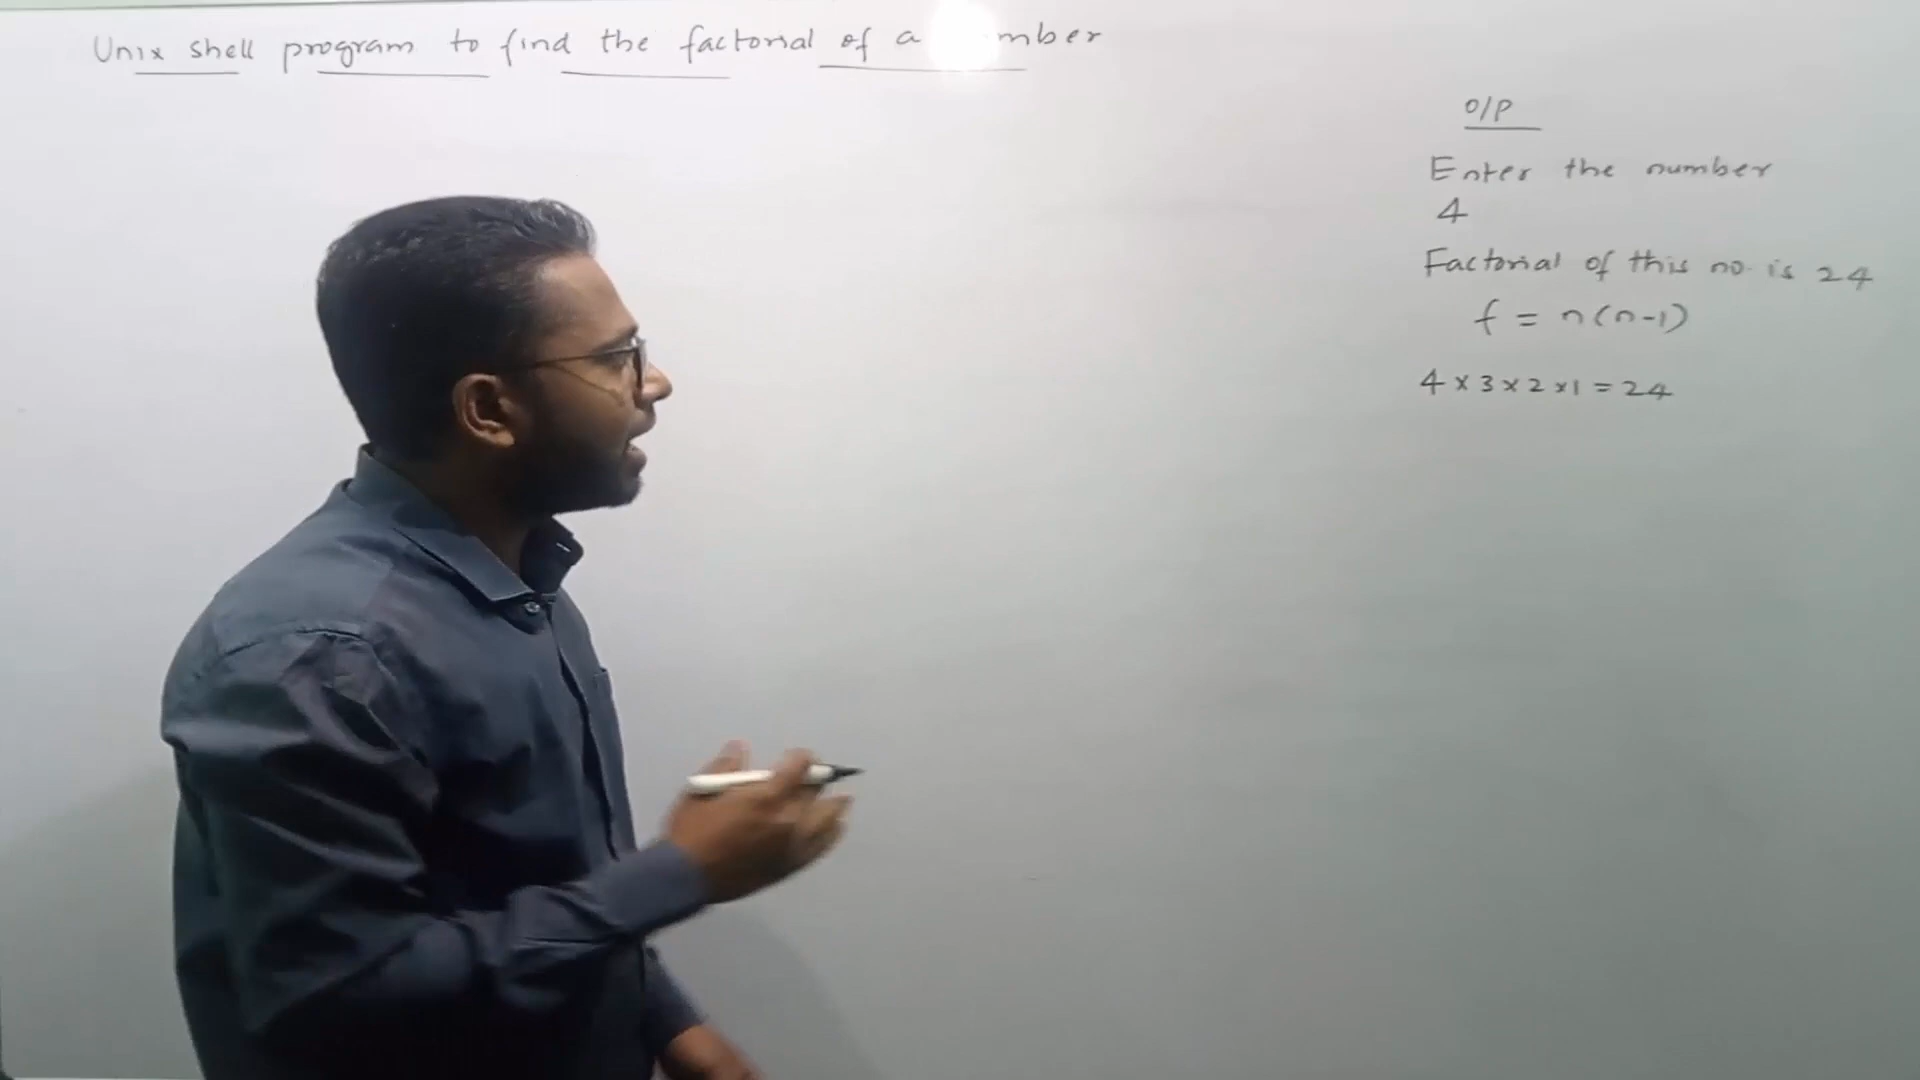 Unix shell program to find the factorial of a mber
O/P
Enter the number
4
Factorial of this no. is 24
f = n(n-1)
4 x 3 x 2 x 1 = 24